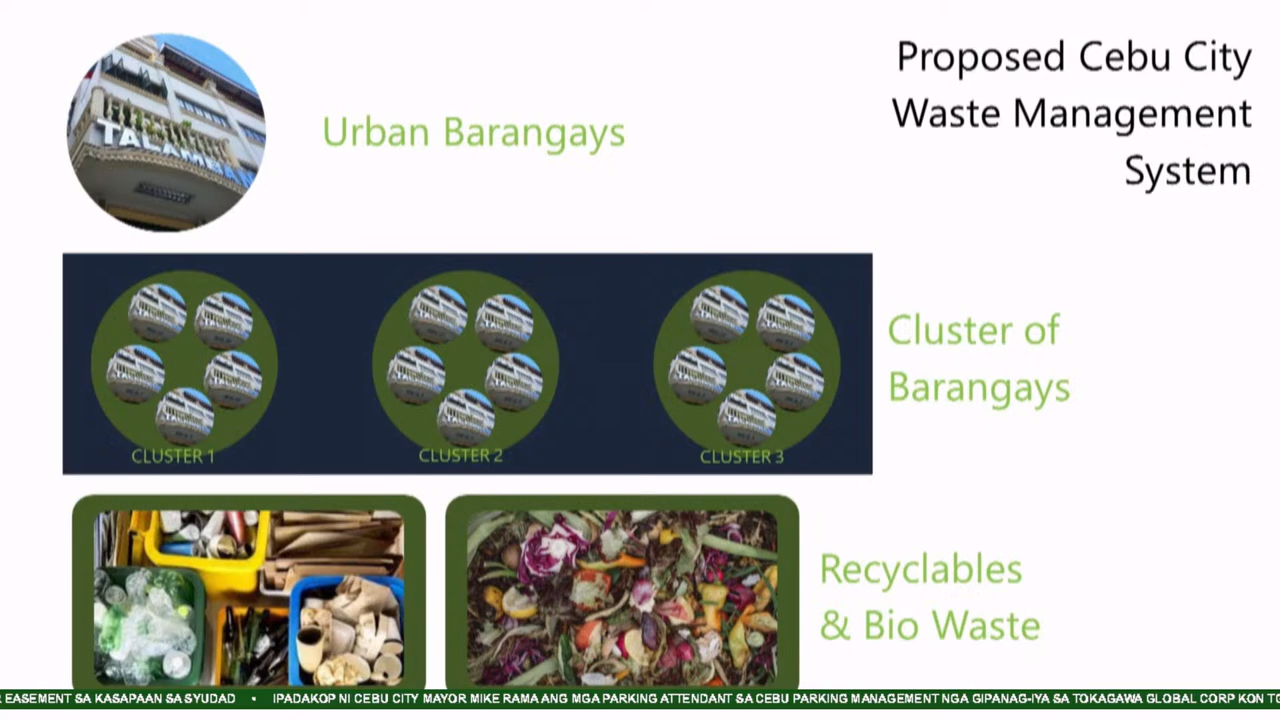 Proposed Cebu City
Waste Management
System
TALAMBA
Urban Barangays
Cluster of
Barangays
CLUSTER 1
CLUSTER 2
CLUSTER 3
Recyclables
& Bio Waste
EASEMENT SA KASAPAAN SA SYUDAD • IPADAKOP NI CEBU CITY MAYOR MIKE RAMA ANG MGA PARKING ATTENDANT SA CEBU PARKING MANAGEMENT NGA GIPANAG-IYA SA TOKAGAWA GLOBAL CORP KON